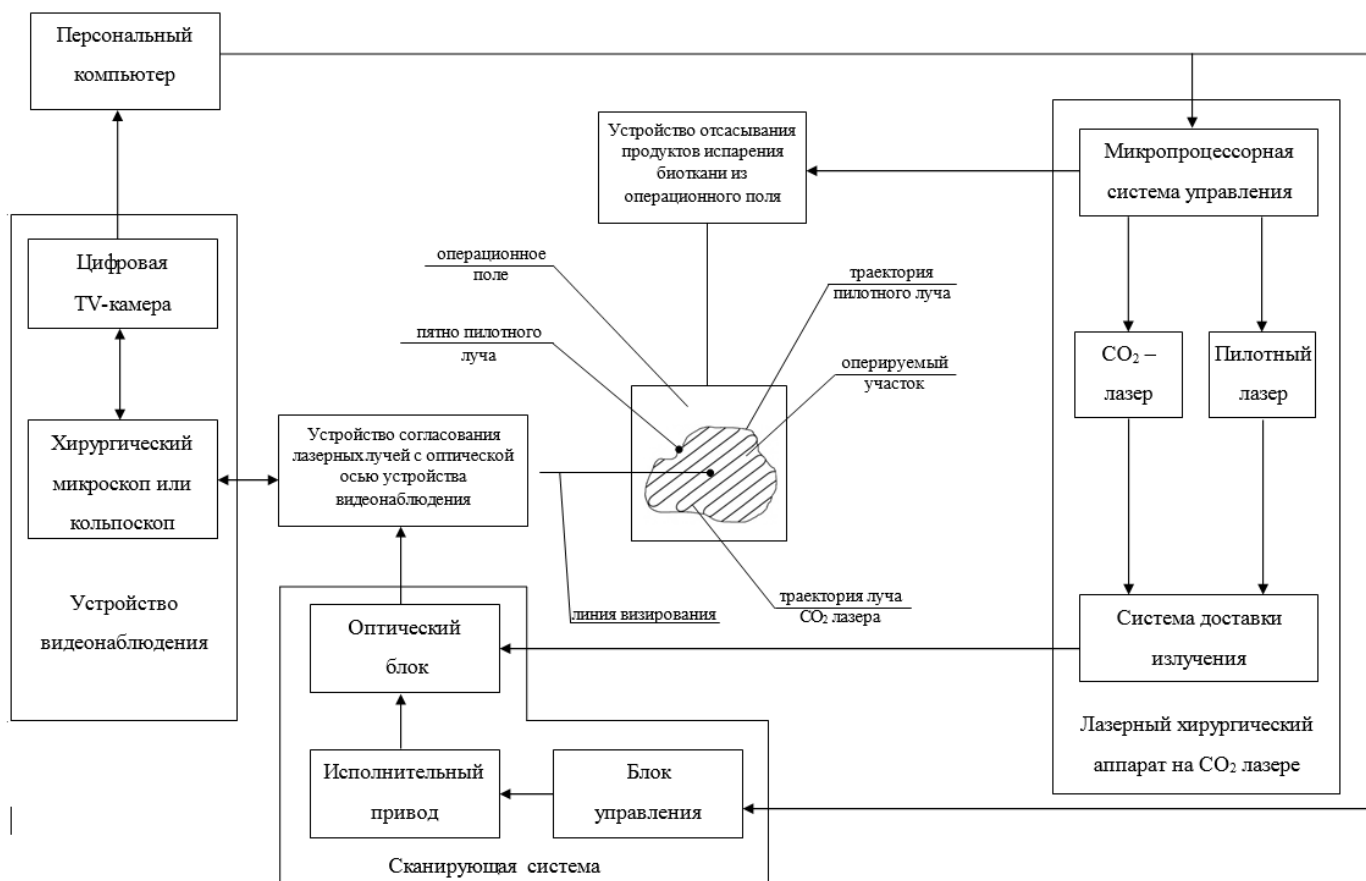 Персональный
компьютер
Устройство отсасывания
продуктов испарения
биоткани из
операционного поля
Микропроцессорная
система управления
Цифровая
TV-камера
операционное
поле
траектория
пилотного луча
пятно пилотного
луча
оперируемый
участок
CO₂ –
лазер
Пилотный
лазер
Хирургический
микроскоп или
кольпоскоп
Устройство согласования
лазерныхлучей с оптической
осью устройства
видеонаблюдения
Устройство
видеонаблюдения
линия визирования
траектория луча
CO₂ лазера
Оптический
блок
Система доставки
излучения
Лазерный хирургический
аппарат на CO₂ лазере
Исполнительный
привод
Блок
управления
Сканирующая система